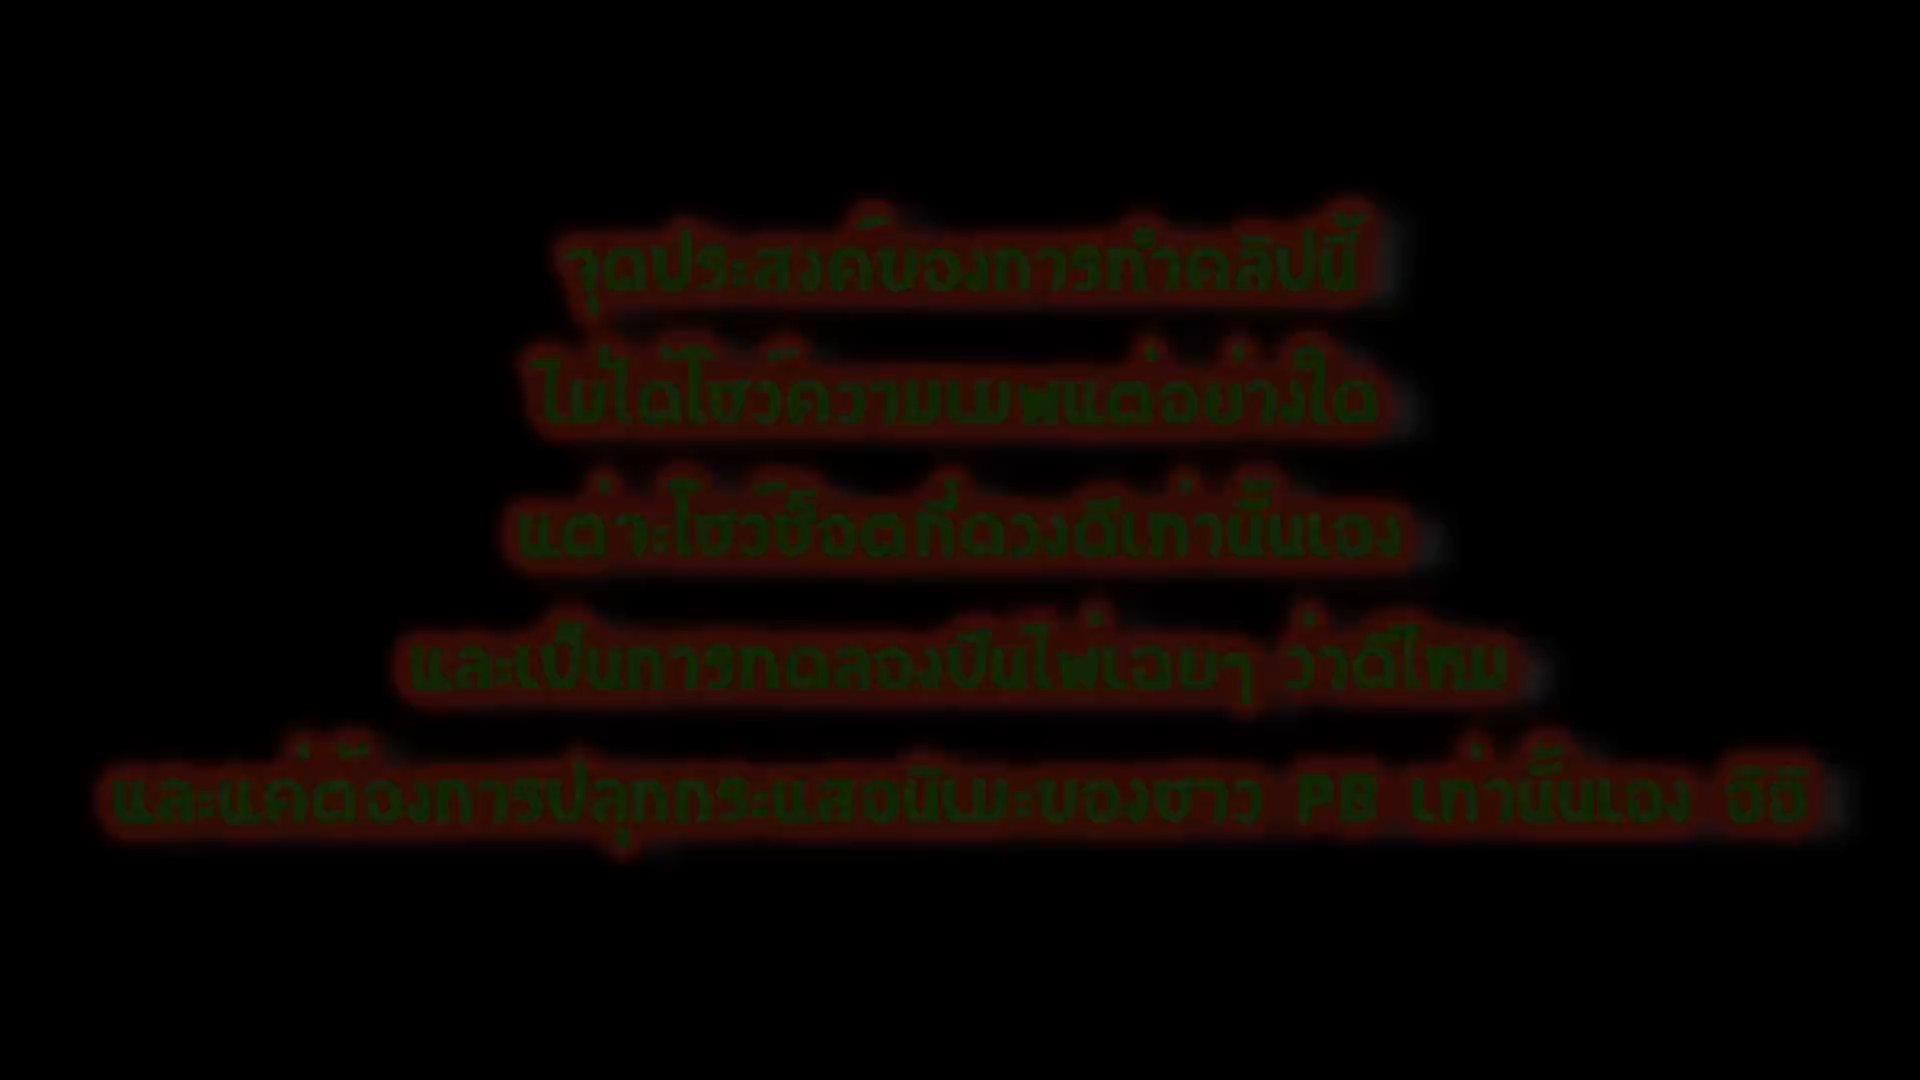 จุดประสงค์ของการทำคลิปนี้
ไม่ได้โชว์ความเมพแต่อย่างใด
แต่จะโชว์ช็อตที่ดวงดีเท่านั้นเอง
และเป็นการทดลองปืนไพ่เฉยๆ ว่าดีไหม
และแค่ต้องการปลุกกระแสอนิเมะของชาว PB เท่านั้นเอง อิอิ